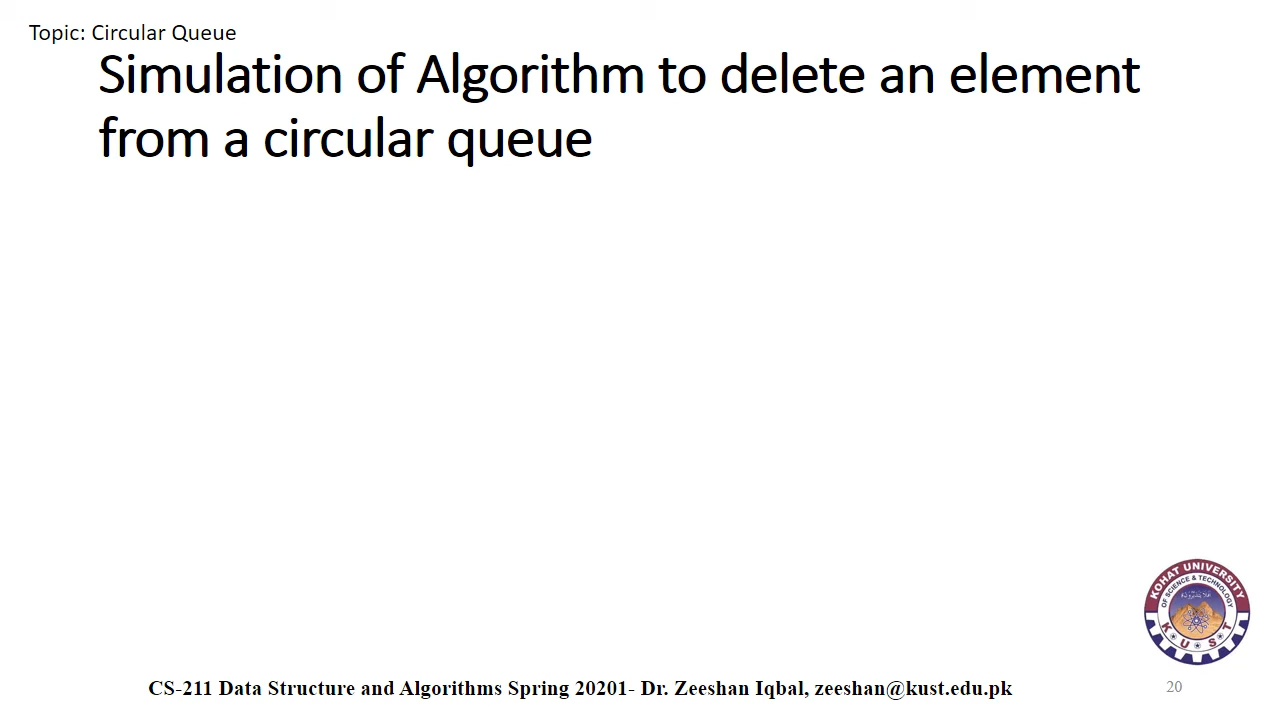 Topic: Circular Queue
Simulation of Algorithm to delete an element
from a circular queue
KOHAT UNIVERSITY
OF SCIENCE & TECHNOLOGY
K U S T
CS-211 Data Structure and Algorithms Spring 20201- Dr. Zeeshan Iqbal, zeeshan@kust.edu.pk
20